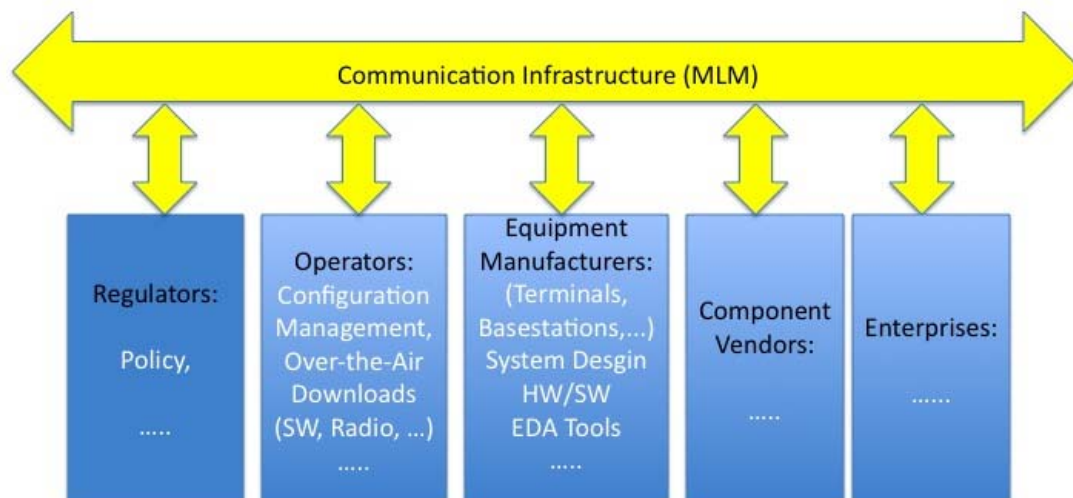 Communication Infrastructure (MLM)
Regulators:
Policy,
.....
Operators:
Configuration
Management,
Over-the-Air
Downloads
(SW, Radio, ...)
.....
Equipment
Manufacturers:
(Terminals,
Basestations,...)
System Desgin
HW/SW
EDA Tools
.....
Component
Vendors:
.....
Enterprises:
......